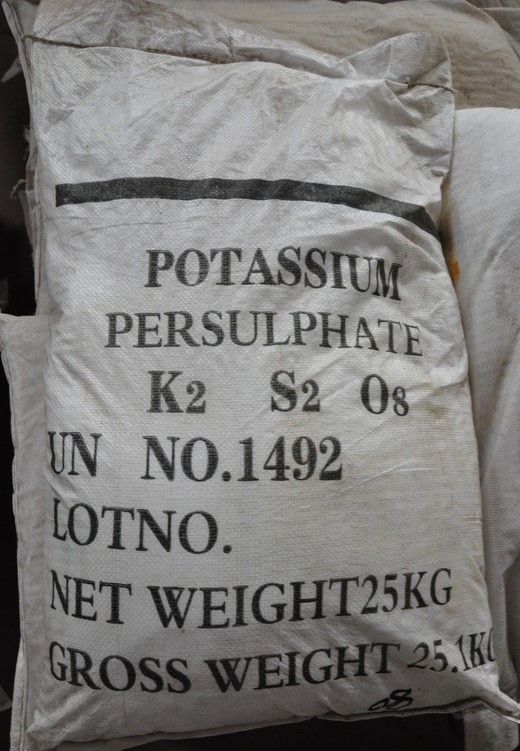 POTASSIUM
PERSULPHATE
K2 S2 O8
UN NO.1492
LOTNO.
NET WEIGHT25KG
GROSS WEIGHT 25.1KG